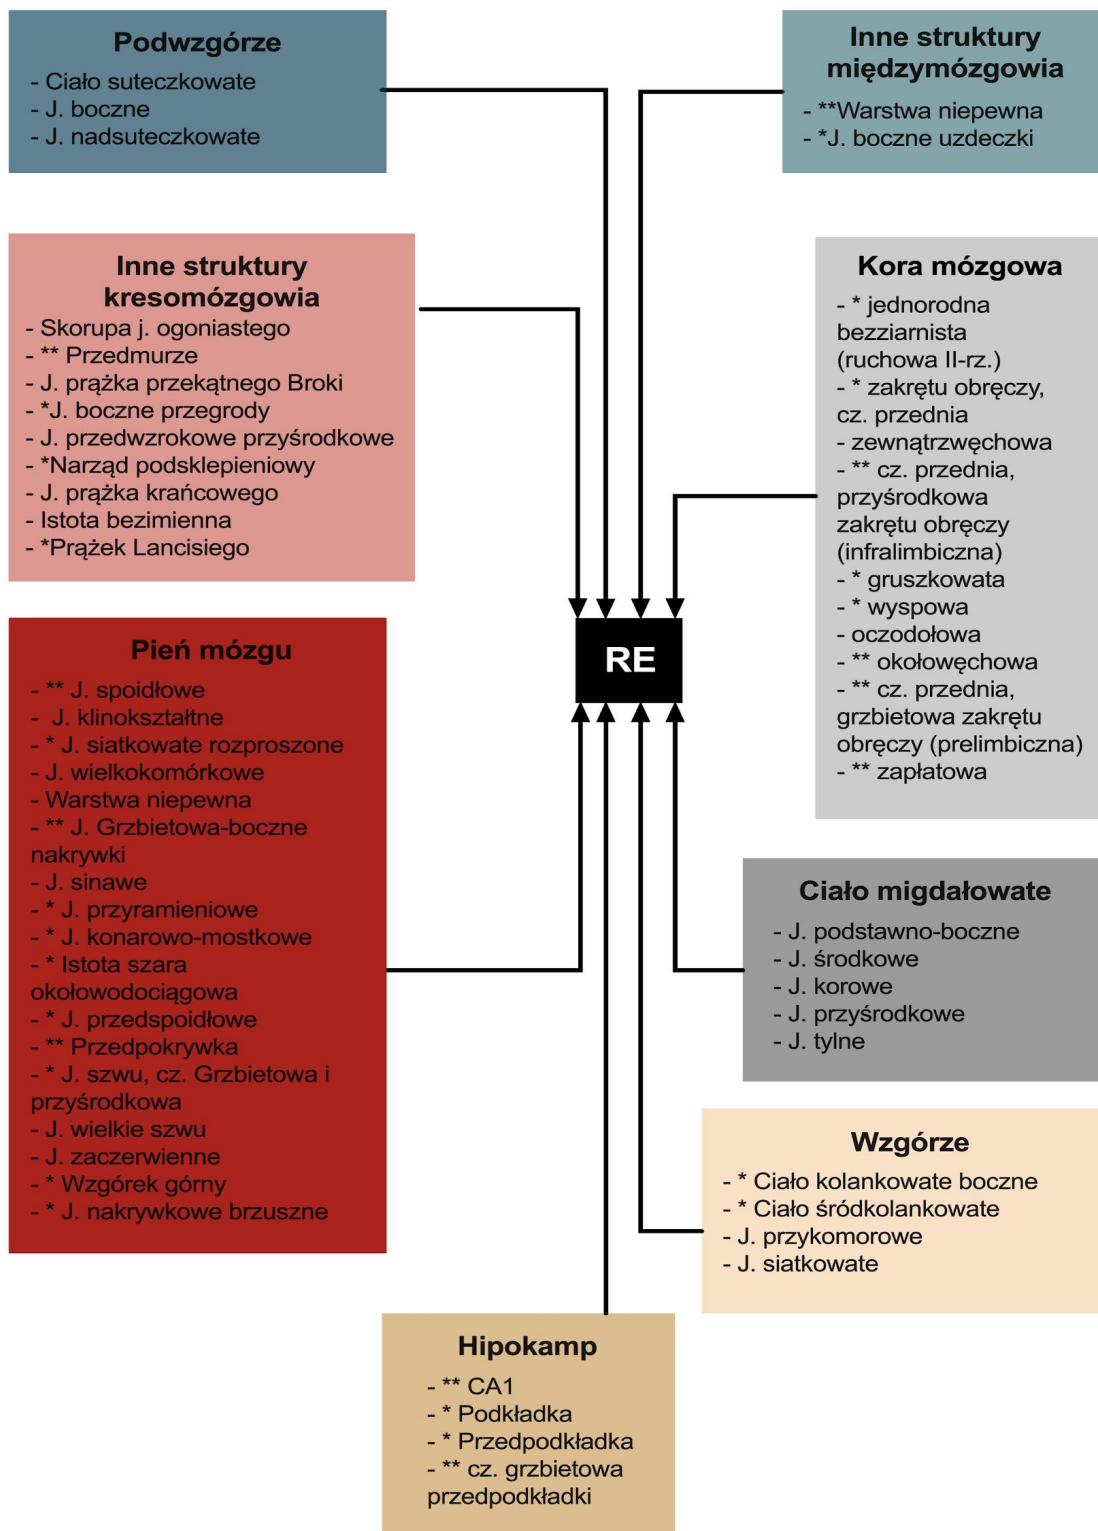 Podwzgórze
- Ciało suteczkowate
- J. boczne
- J. nadsuteczkowate
Inne struktury
międzymózgowia
- **Warstwa niepewna
- *J. boczne uzdeczki
Inne struktury
kresomózgowia
- Skorupa j. ogoniastego
- ** Przedmurze
- J. prążka przekątnego Broki
- *J. boczne przegrody
- J. przedwzrokowe przyśrodkowe
- *Narząd podsklepieniowy
- J. prążka krańcowego
- Istota bezimienna
- *Prążek Lancisiego
Kora mózgowa
- * jednorodna
bezziarnista
(ruchowa II-rz.)
- * zakrętu obręczy,
cz. przednia
- zewnątrzwęchowa
- ** cz. przednia,
przyśrodkowa
zakrętu obręczy
(infralimbiczna)
- * gruszkowata
- * wyspowa
- oczodołowa
- ** okołowęchowa
- ** cz. przednia,
grzbietowa zakrętu
obręczy (prelimbiczna)
- ** zapłatowa
RE
Pień mózgu
- ** J. spoidłowe
- J. klinokształtne
- * J. siatkowate rozproszone
- J. wielkokomórkowe
- Warstwa niepewna
- ** J. Grzbietowa-boczne
nakrywki
- J. sinawe
- * J. przyramieniowe
- * J. konarowo-mostkowe
- * Istota szara
okołowodociągowa
- * J. przedspoidłowe
- ** Przedpokrywka
- * J. szwu, cz. Grzbietowa i
przyśrodkowa
- J. wielkie szwu
- J. zaczerwienne
- * Wzgórek górny
- * J. nakrywkowe brzuszne
Ciało migdałowate
- J. podstawno-boczne
- J. środkowe
- J. korowe
- J. przyśrodkowe
- J. tylne
Wzgórze
- * Ciało kolankowate boczne
- * Ciało śródkolankowate
- J. przykomorowe
- J. siatkowate
Hipokamp
- ** CA1
- * Podkładka
- * Przedpodkładka
- ** cz. grzbietowa
przedpodkładki